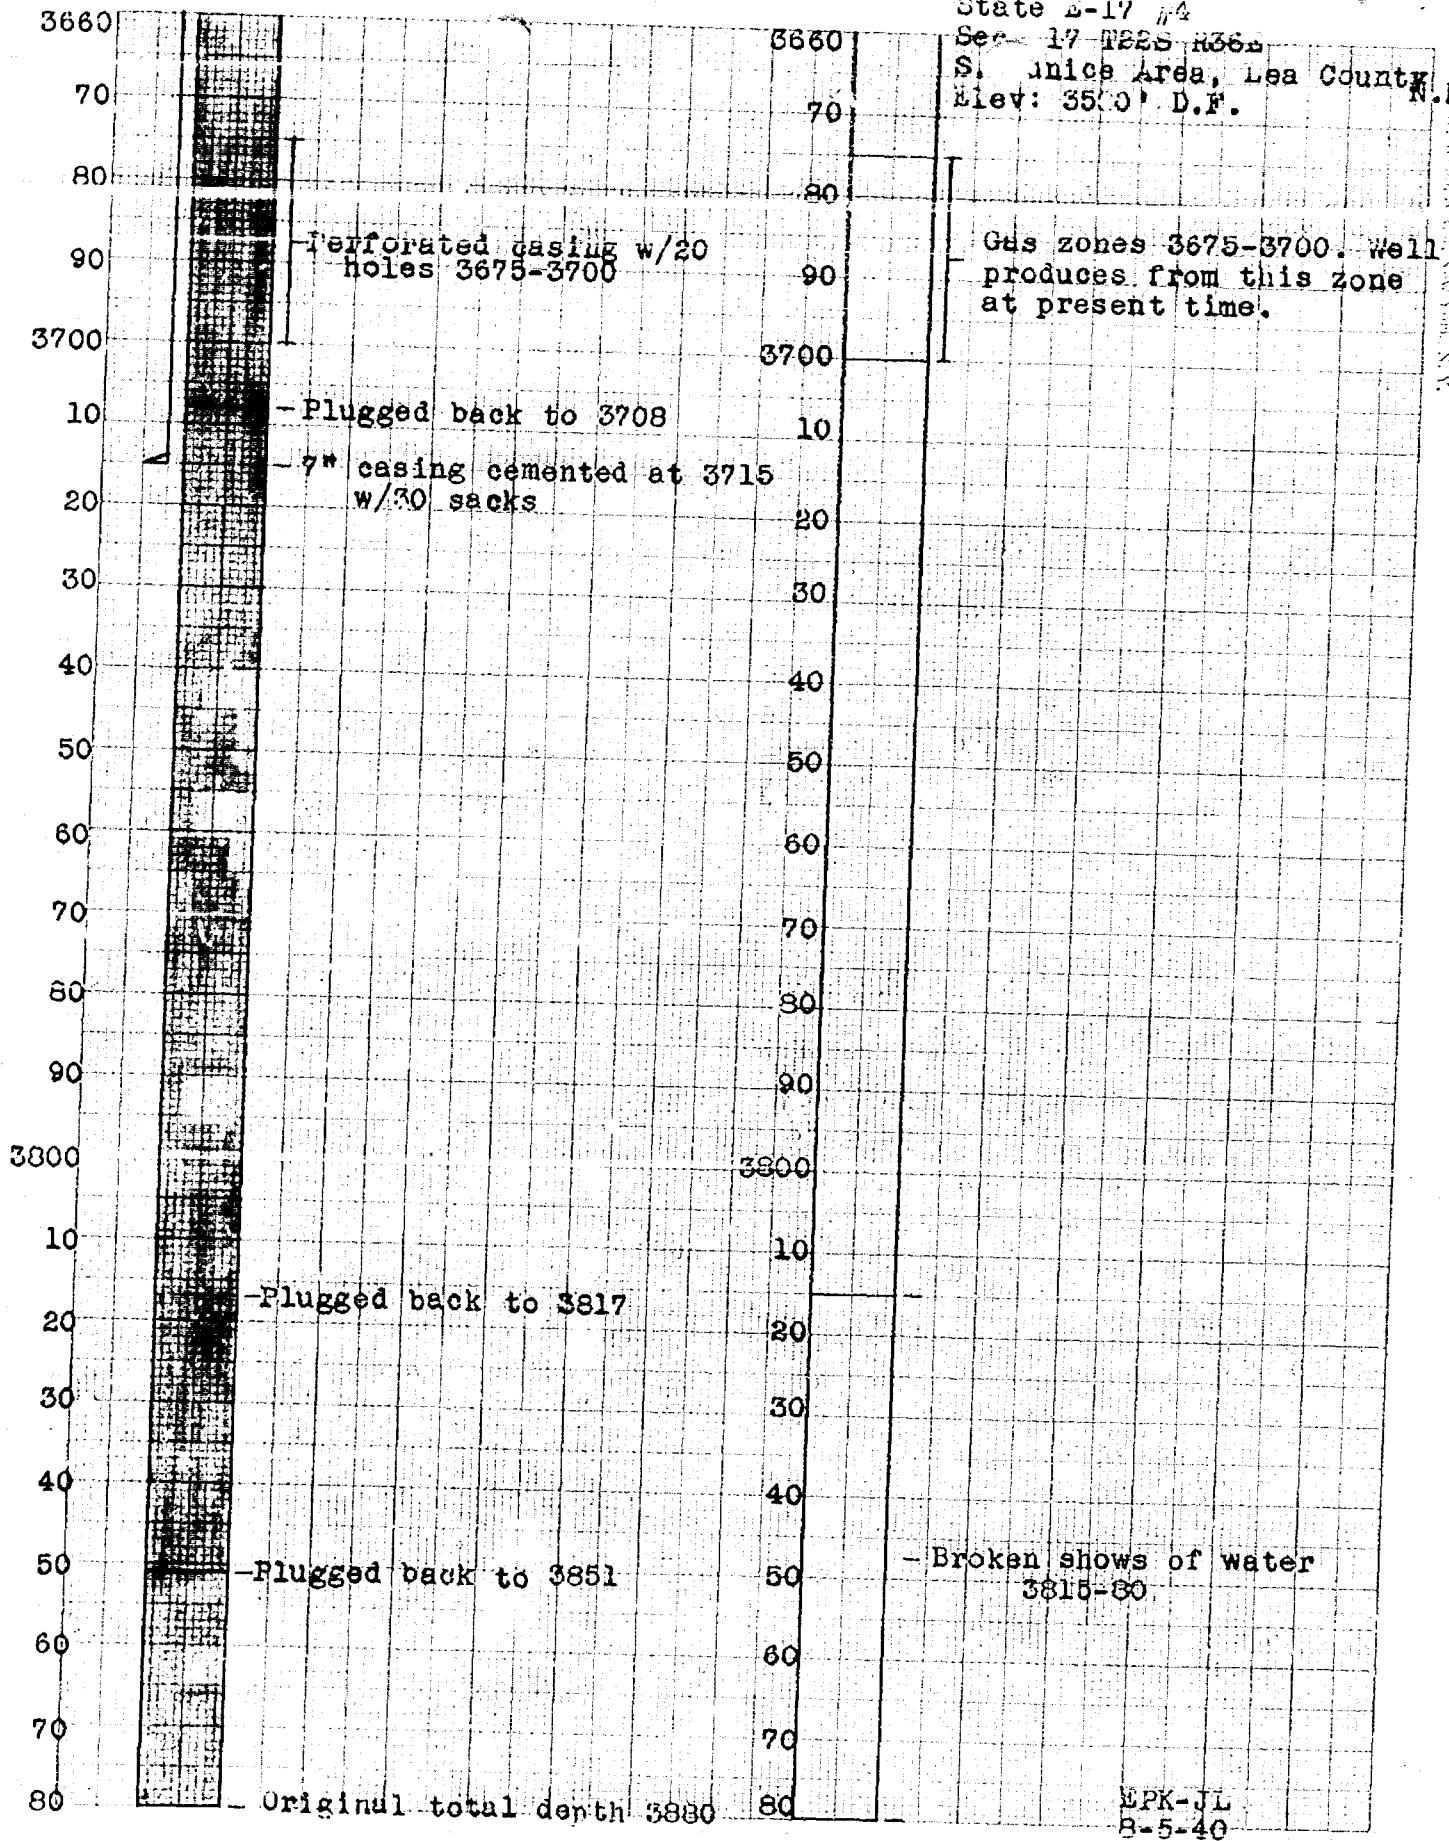 State E-17 #4
Sec 17 T22S R36E
S. Eunice Area, Lea County N.
Elev: 35 0' D.F.
3660
70
80
90
3700
10
20
30
40
50
60
70
80
90
3800
10
20
30
40
50
60
70
80
Perforated casing w/20
holes 3675-3700
- Plugged back to 3708
- 7" casing cemented at 3715
w/30 sacks
- Plugged back to 3817
- Plugged back to 3851
- Original total depth 3880
3660
70
80
90
3700
10
20
30
40
50
60
70
80
90
3800
10
20
30
40
50
60
70
80
Gas zones 3675-3700. Well
produces from this zone
at present time.
- Broken shows of water
3815-80
EPK-JL
8-5-40